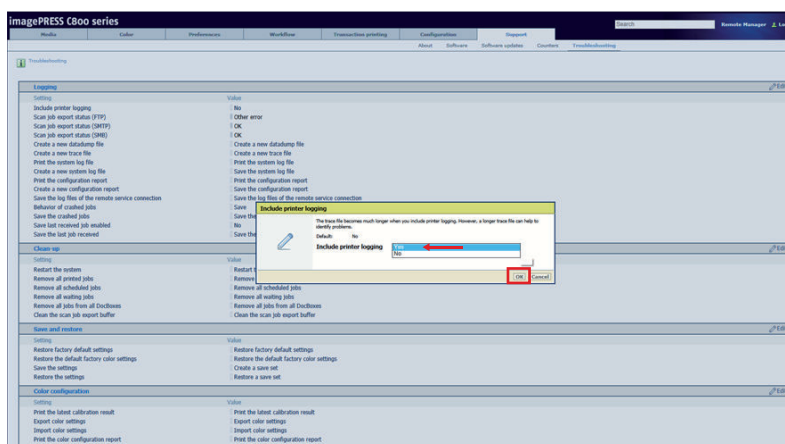 imagePRESS C800 series
Search
Remote Manager
Media Color Preferences Workflow Transaction printing Configuration Support
About Software Software updates Counters Troubleshooting
Troubleshooting
Logging
Setting Value
Include printer logging No
Scan job export status (FTP) Other error
Scan job export status (SMTP) OK
Scan job export status (SMB) OK
Create a new datadump file Create a new datadump file
Create a new trace file Create a new trace file
Print the system log file Print the system log file
Create a new system log file Save the system log file
Print the configuration report Print the configuration report
Create a new configuration report Save the configuration report
Save the log files of the remote service connection Save the log files of the remote service connection
Behavior of crashed jobs Save
Save the crashed jobs Save the
Save last received job enabled No
Save the last job received Save the
Include printer logging
The trace file becomes much longer when you include printer logging. However, a longer trace file can help to
identify problems.
Default: No
Include printer logging Yes
No
OK Cancel
Clean-up
Setting Value
Restart the system Restart t
Remove all printed jobs Remove
Remove all scheduled jobs Remove all scheduled jobs
Remove all waiting jobs Remove all waiting jobs
Remove all jobs from all DocBoxes Remove all jobs from all DocBoxes
Clean the scan job export buffer Clean the scan job export buffer
Save and restore
Setting Value
Restore factory default settings Restore factory default settings
Restore the default factory color settings Restore the default factory color settings
Save the settings Create a save set
Restore the settings Restore a save set
Color configuration
Setting Value
Print the latest calibration result Print the latest calibration result
Export color settings Export color settings
Import color settings Import color settings
Print the color configuration report Print the color configuration report